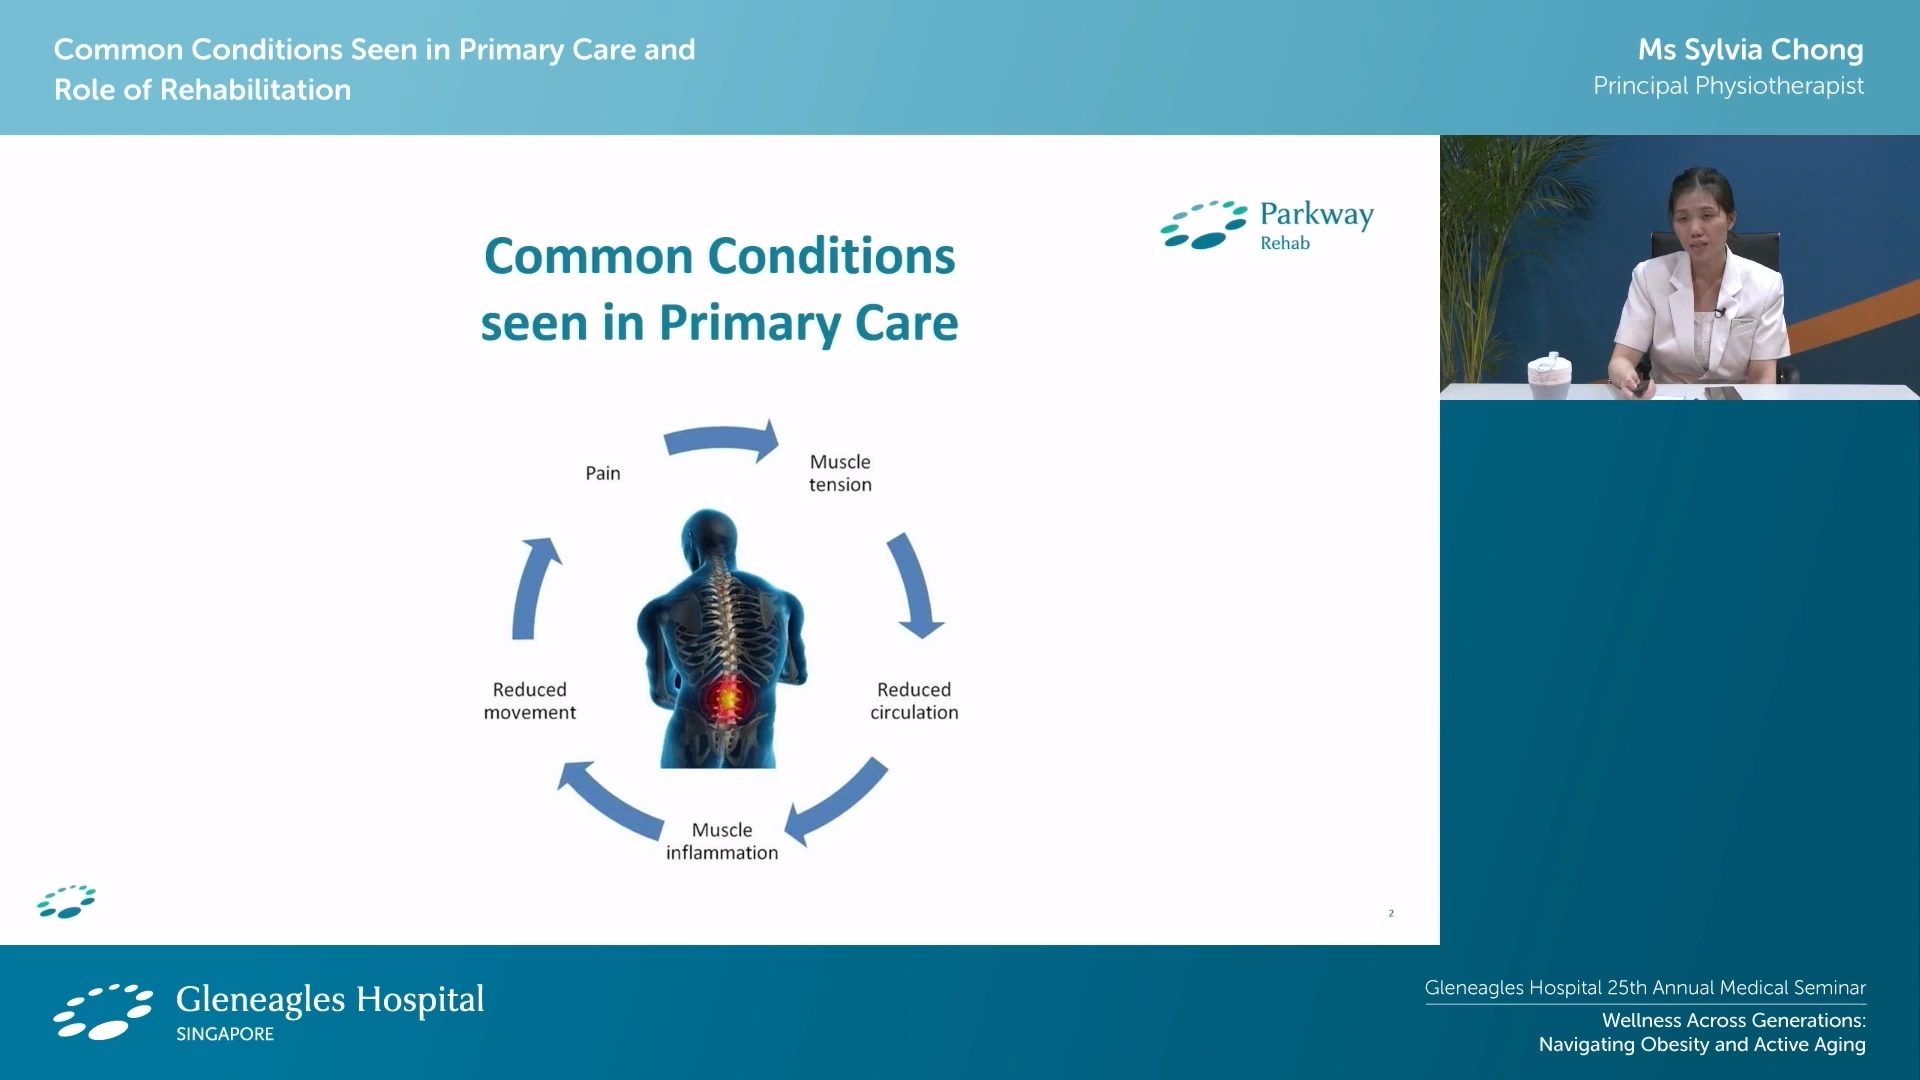 Common Conditions Seen in Primary Care and
Role of Rehabilitation
Ms Sylvia Chong
Principal Physiotherapist
Parkway
Rehab
Common Conditions
seen in Primary Care
Pain
Muscle
tension
Reduced
circulation
Muscle
inflammation
Reduced
movement
2
Gleneagles Hospital
SINGAPORE
Gleneagles Hospital 25th Annual Medical Seminar
Wellness Across Generations:
Navigating Obesity and Active Aging